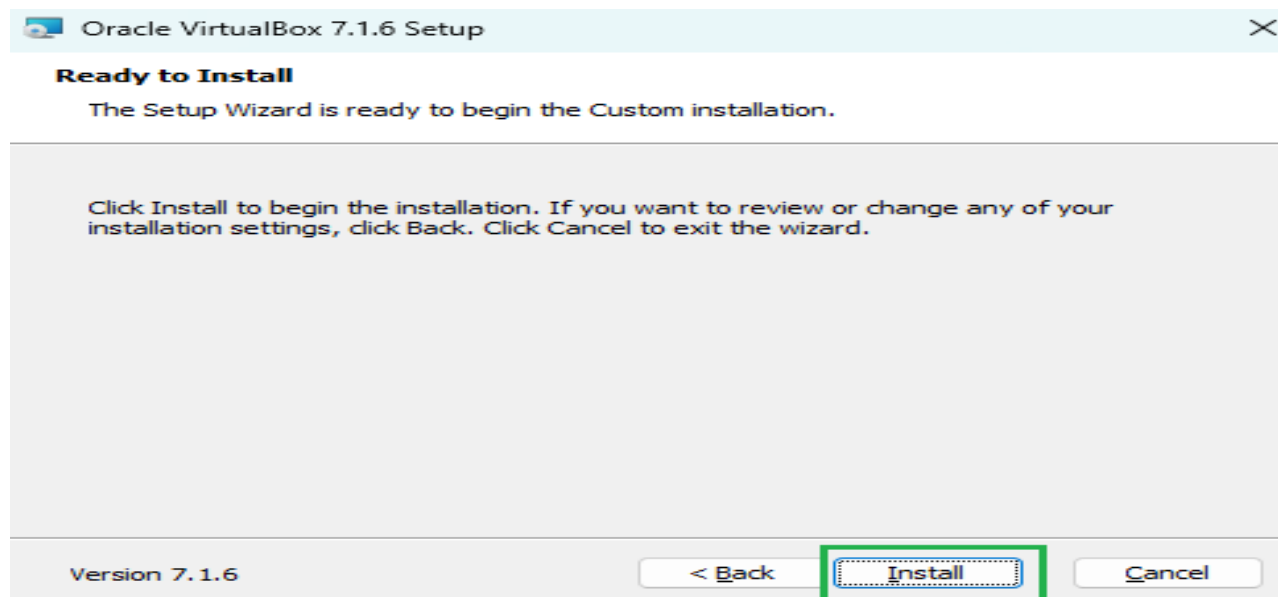 Oracle VirtualBox 7.1.6 Setup
Ready to Install
The Setup Wizard is ready to begin the Custom installation.
Click Install to begin the installation. If you want to review or change any of your
installation settings, click Back. Click Cancel to exit the wizard.
Version 7.1.6
< Back
Install
Cancel